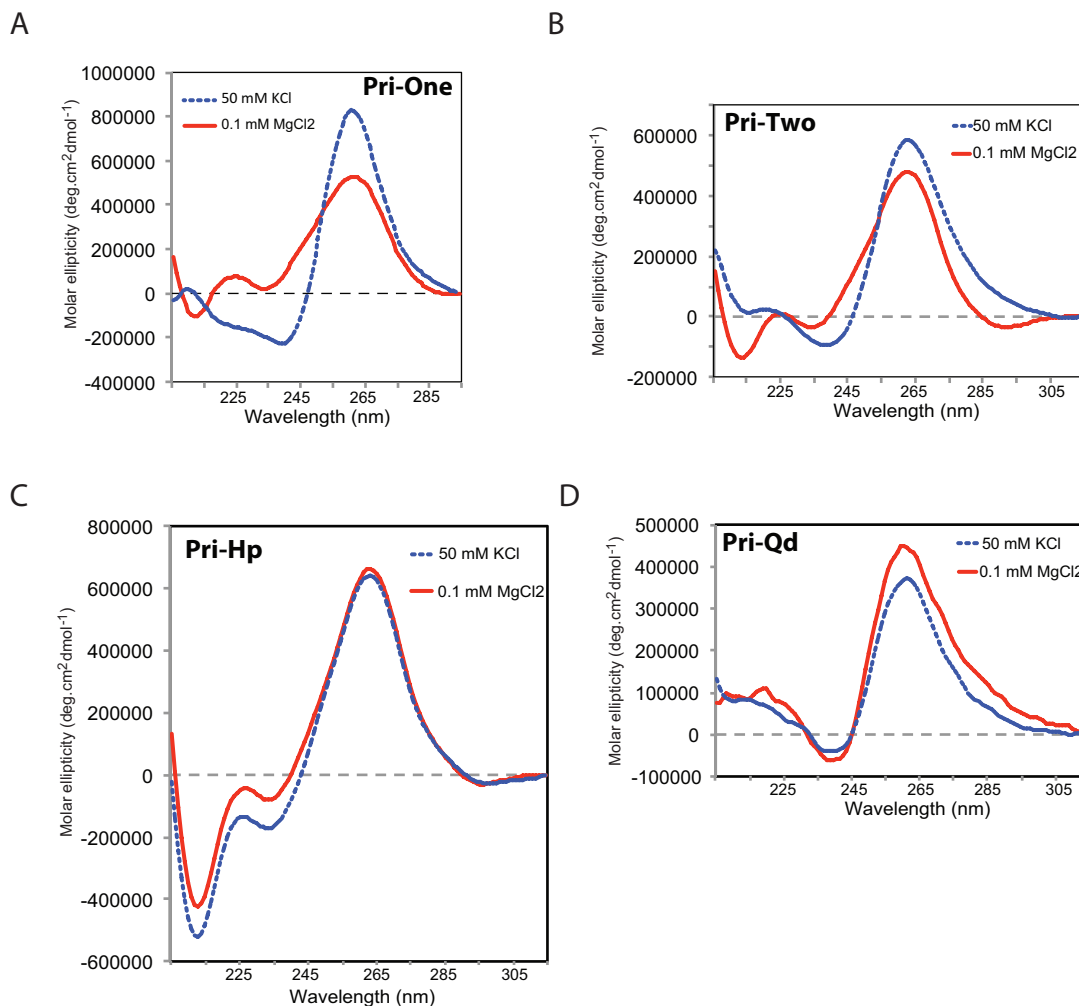 A
Pri-One
50 mM KCl
0.1 mM MgCl2
Molar ellipticity (deg.cm²dmol⁻¹)
1000000
800000
600000
400000
200000
0
-200000
-400000
225 245 265 285
Wavelength (nm)
B
Pri-Two
50 mM KCl
0.1 mM MgCl2
Molar ellipticity (deg.cm²dmol⁻¹)
600000
400000
200000
0
-200000
225 245 265 285 305
Wavelength (nm)
C
Pri-Hp
50 mM KCl
0.1 mM MgCl2
Molar ellipticity (deg.cm²dmol⁻¹)
800000
600000
400000
200000
0
-200000
-400000
-600000
225 245 265 285 305
Wavelength (nm)
D
Pri-Qd
50 mM KCl
0.1 mM MgCl2
Molar ellipticity (deg.cm²dmol⁻¹)
500000
400000
300000
200000
100000
0
-100000
225 245 265 285 305
Wavelength (nm)